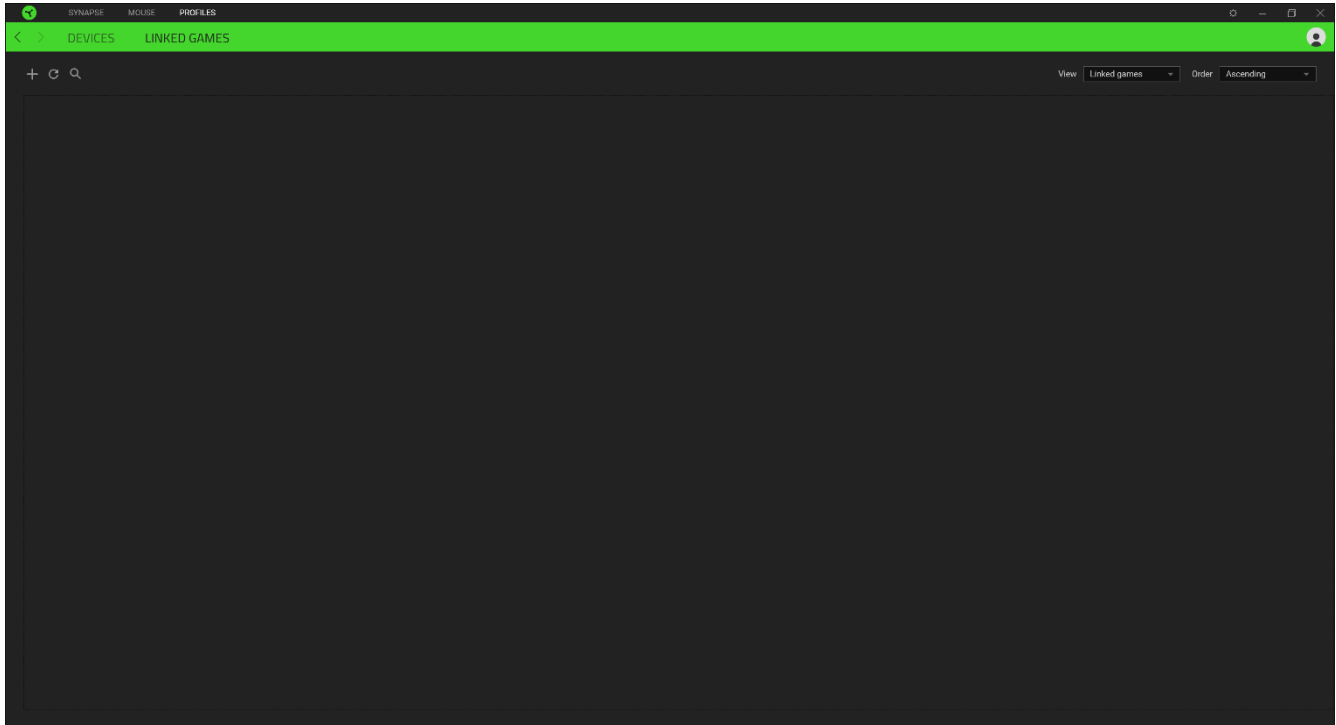 SYNAPSE MOUSE PROFILES
DEVICES LINKED GAMES
View Linked games Order Ascending